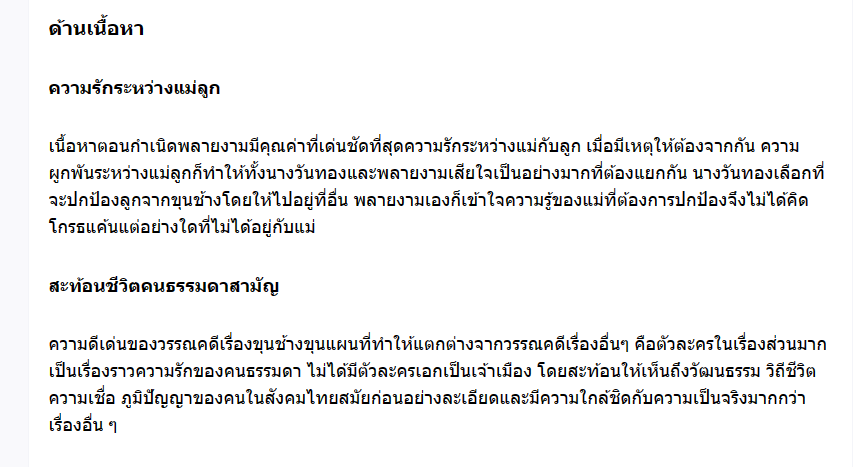 ด้านเนื้อหา
ความรักระหว่างแม่ลูก
เนื้อหาตอนกำเนิดพลายงามมีคุณค่าที่เด่นชัดที่สุดความรักระหว่างแม่กับลูก เมื่อมีเหตุให้ต้องจากกัน ความ
ผูกพันระหว่างแม่ลูกก็ทำให้ทั้งนางวันทองและพลายงามเสียใจเป็นอย่างมากที่ต้องแยกกัน นางวันทองเลือกที่
จะปกป้องลูกจากขุนช้างโดยให้ไปอยู่ที่อื่น พลายงามเองก็เข้าใจความรู้ของแม่ที่ต้องการปกป้องจึงไม่ได้คิด
โกรธแค้นแต่อย่างใดที่ไม่ได้อยู่กับแม่
สะท้อนชีวิตคนธรรมดาสามัญ
ความดีเด่นของวรรณคดีเรื่องขุนช้างขุนแผนที่ทำให้แตกต่างจากวรรณคดีเรื่องอื่นๆ คือตัวละครในเรื่องส่วนมาก
เป็นเรื่องราวความรักของคนธรรมดา ไม่ได้มีตัวละครเอกเป็นเจ้าเมือง โดยสะท้อนให้เห็นถึงวัฒนธรรม วิถีชีวิต
ความเชื่อ ภูมิปัญญาของคนในสังคมไทยสมัยก่อนอย่างละเอียดและมีความใกล้ชิดกับความเป็นจริงมากกว่า
เรื่องอื่น ๆ